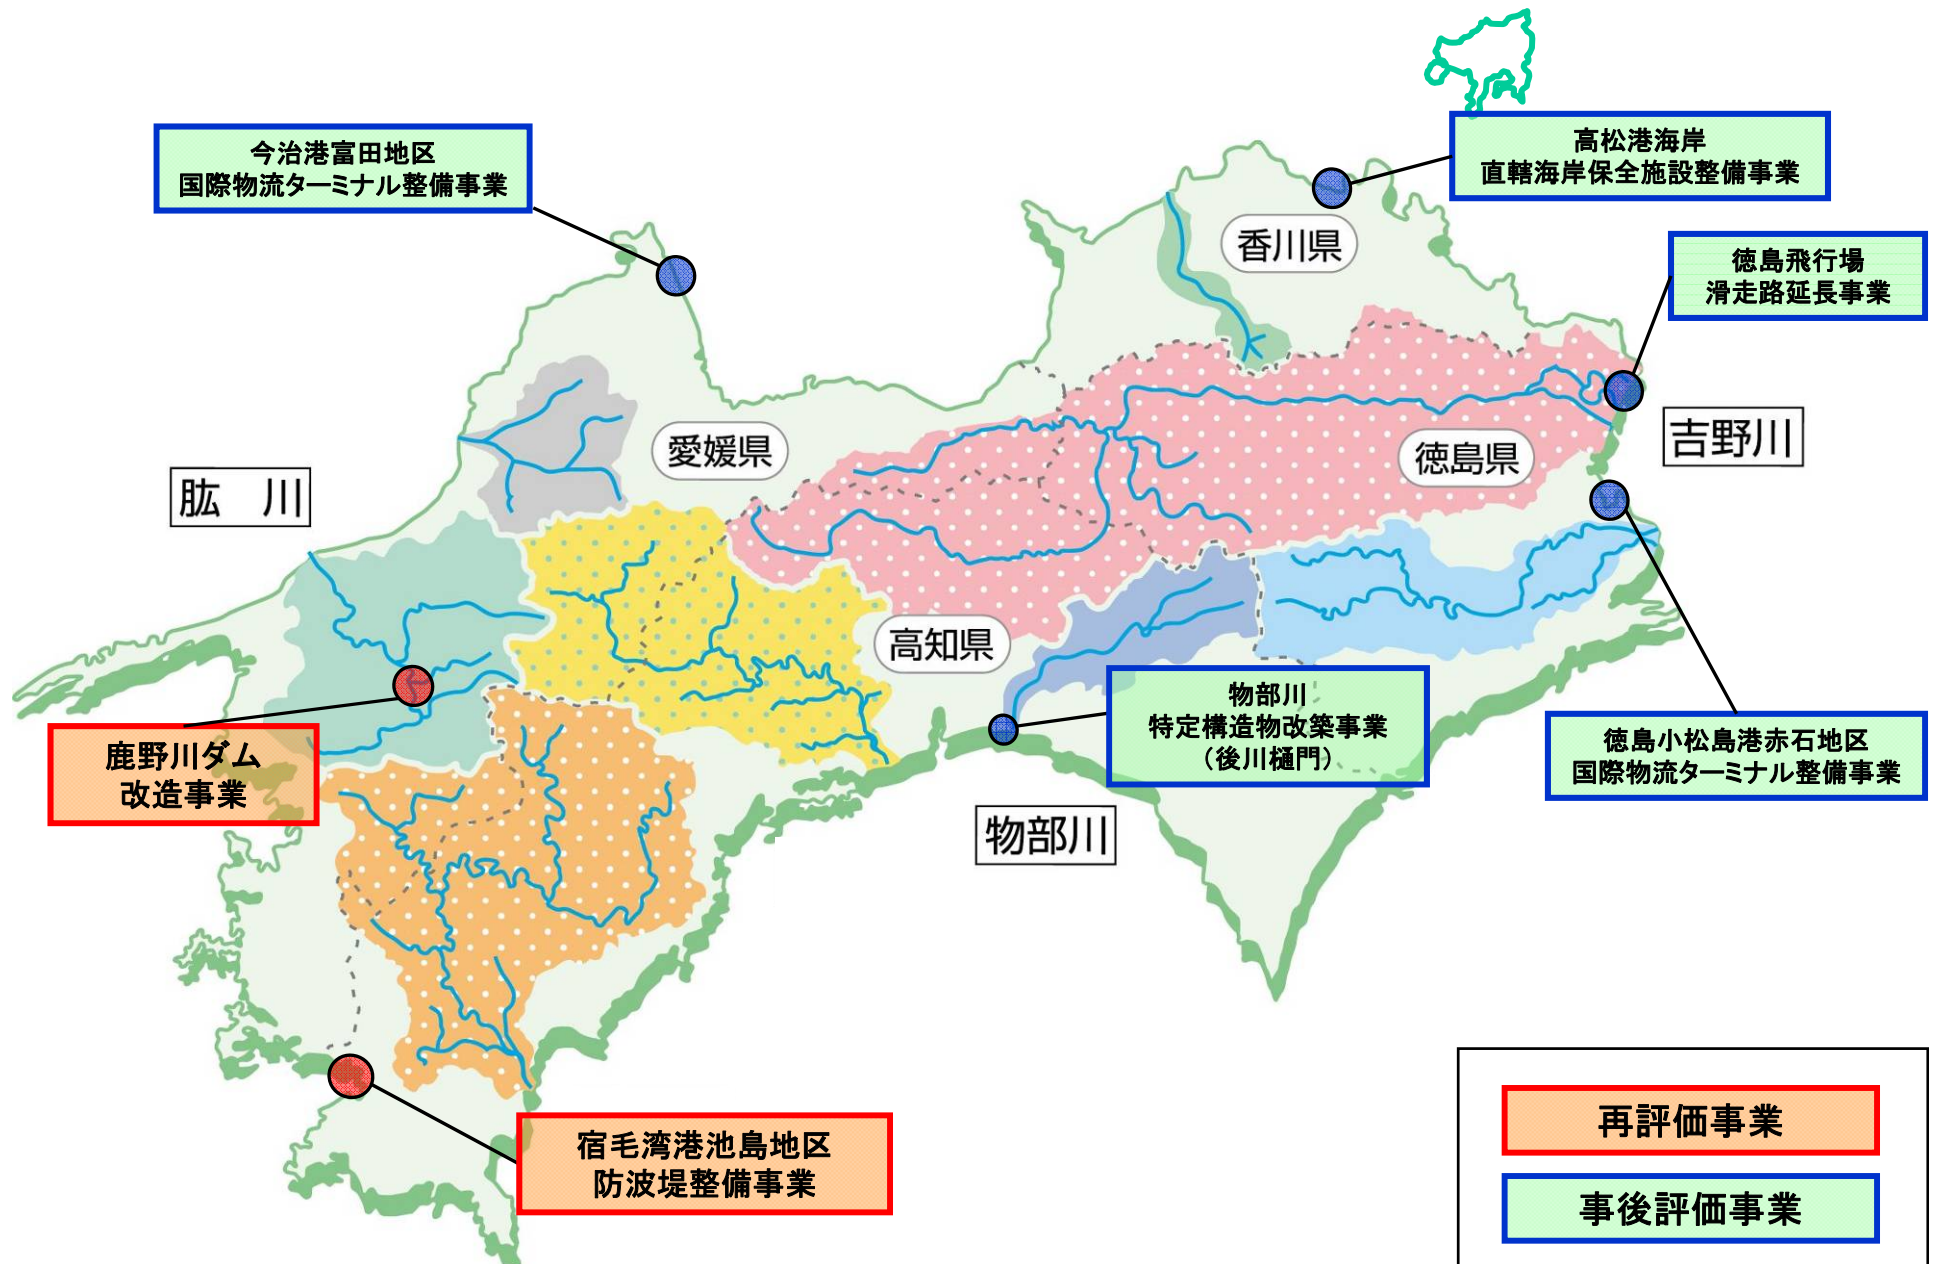 今治港富田地区
国際物流ターミナル整備事業
高松港海岸
直轄海岸保全施設整備事業
香川県
徳島飛行場
滑走路延長事業
吉野川
愛媛県
徳島県
肱　川
高知県
物部川
特定構造物改築事業
（後川樋門）
徳島小松島港赤石地区
国際物流ターミナル整備事業
鹿野川ダム
改造事業
物部川
宿毛湾港池島地区
防波堤整備事業
再評価事業
事後評価事業